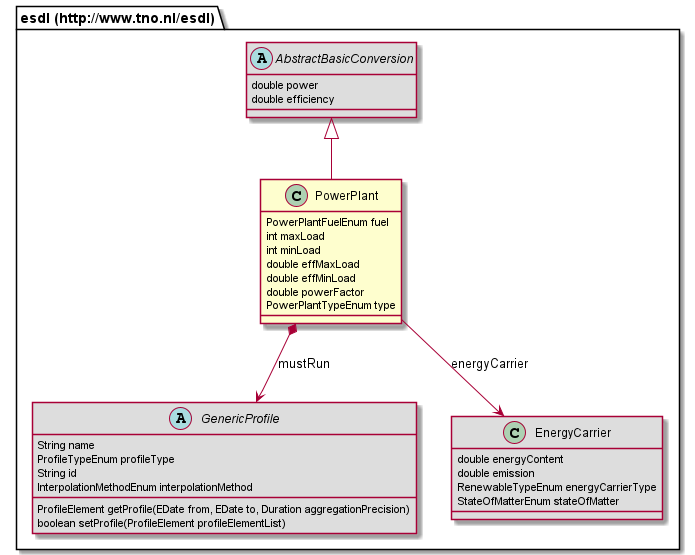 esdl (http://www.tno.nl/esdl)
A AbstractBasicConversion
double power
double efficiency
C PowerPlant
PowerPlantFuelEnum fuel
int maxLoad
int minLoad
double effMaxLoad
double effMinLoad
double powerFactor
PowerPlantTypeEnum type
mustRun
energyCarrier
A GenericProfile
String name
ProfileTypeEnum profileType
String id
InterpolationMethodEnum interpolationMethod
ProfileElement getProfile(EDate from, EDate to, Duration aggregationPrecision)
boolean setProfile(ProfileElement profileElementList)
C EnergyCarrier
double energyContent
double emission
RenewableTypeEnum energyCarrierType
StateOfMatterEnum stateOfMatter